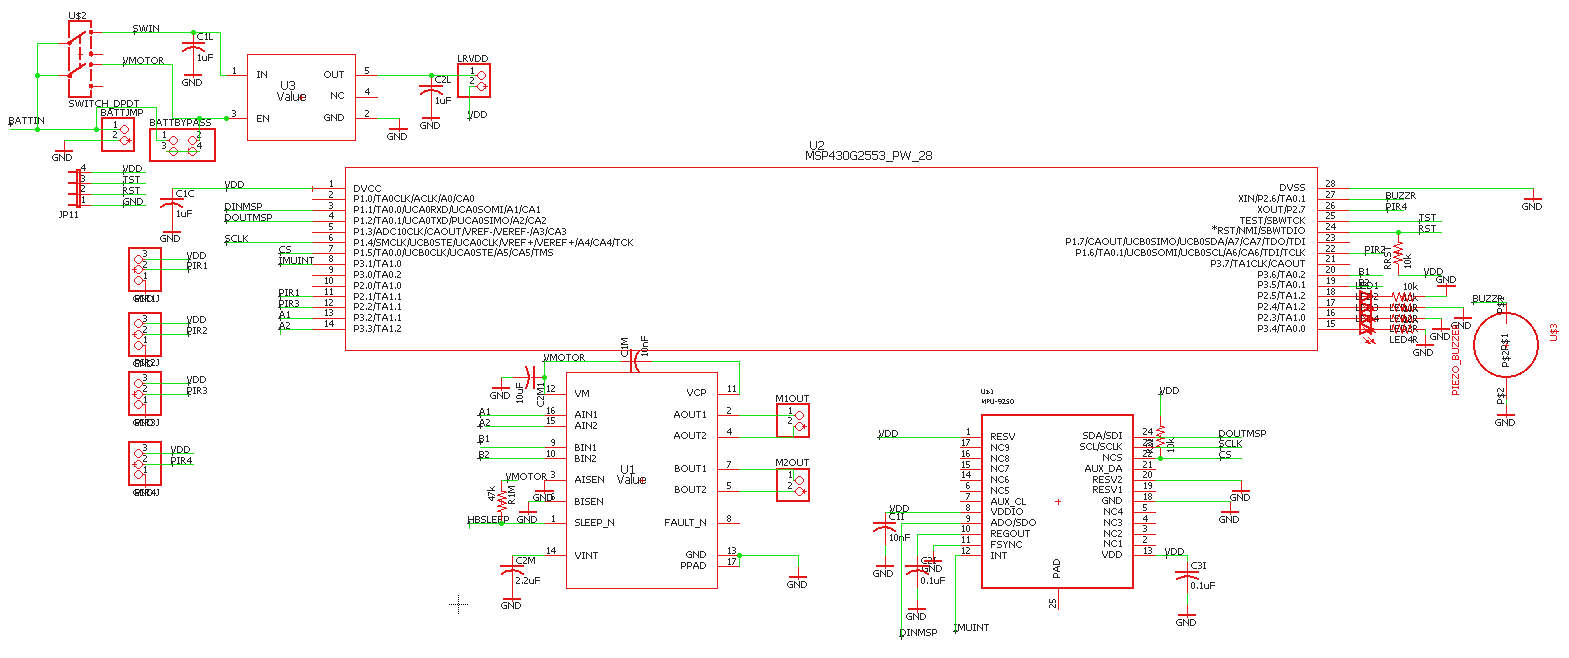 U$2
SWIN
C1L
1uF
GND
VMOTOR
SWITCH_DPDT
BATTIN
BATTJMP
1
2
GND
BATTBYPASS
1 2
3 4
U3
Value
1 IN
3 EN
OUT 5
NC 4
GND 2
GND
C2L
1uF
GND
LRVDD
1
2
VDD
JP11
4 VDD
3 TST
2 RST
1 GND
C1C
1uF
GND
VDD
U2
MSP430G2553_PW_28
1 DVCC
2 P1.0/TA0CLK/ACLK/A0/CA0
DINMSP 3 P1.1/TA0.0/UCA0RXD/UCA0SOMI/A1/CA1
DOUTMSP 4 P1.2/TA0.1/UCA0TXD/PUCA0SIMO/A2/CA2
5 P1.3/ADC10CLK/CAOUT/VREF-/VEREF-/A3/CA3
SCLK 6 P1.4/SMCLK/UCB0STE/UCA0CLK/VREF+/VEREF+/A4/CA4/TCK
CS 7 P1.5/TA0.0/UCB0CLK/UCA0STE/A5/CA5/TMS
IMUINT 8 P3.1/TA1.0
9 P3.0/TA0.2
10 P2.0/TA1.0
PIR1 11 P2.1/TA1.1
PIR3 12 P2.2/TA1.1
A1 13 P3.2/TA1.1
A2 14 P3.3/TA1.2
DVSS 28
GND
XIN/P2.6/TA0.1 27 BUZZR
XOUT/P2.7 26 PIR4
TEST/SBWTCK 25 TST
*RST/NMI/SBWTDIO 24 RST
P1.7/CAOUT/UCB0SIMO/UCB0SDA/A7/CA7/TDO/TDI 23
P1.6/TA0.1/UCB0SOMI/UCB0SCL/A6/CA6/TDI/TCLK 22
P3.7/TA1CLK/CAOUT 21
P3.6/TA0.2 20 B1
P3.5/TA0.1 19
P2.5/TA1.2 18
P2.4/TA1.2 17
P2.3/TA1.0 16
P3.4/TA0.0 15
10k
VDD
GND
10k
GND
GND
LED4R
GND
BUZZR
PIEZO_BUZZER
U$3
P$2
GND
3 VDD
2 PIR1
1
3 VDD
2 PIR2
1
3 VDD
2 PIR3
1
3 VDD
2 PIR4
1
C1M
10nF
VMOTOR
GND
10uF
C2M1
U1
Value
12 VM
A1 16 AIN1
A2 15 AIN2
B1 9 BIN1
B2 10 BIN2
VMOTOR 3 AISEN
GND
BISEN
GND
47k
R1M
HBSLEEP 1 SLEEP_N
14 VINT
C2M
2.2uF
GND
VCP 11
AOUT1 2
AOUT2 4
BOUT1 7
BOUT2 5
FAULT_N 8
GND 13
PPAD 17
GND
M1OUT
1
2
M2OUT
1
2
MPU-9250
VDD 1 RESV
17 NC9
16 NC8
15 NC7
14 NC6
6 NC5
7 AUX_CL
VDD 8 VDDIO
9 ADO/SDO
10 REGOUT
11 FSYNC
12 INT
C1I
10nF
GND
GND
0.1uF
GND
DINMSP
IMUINT
PAD
25
VDD
10k
SDA/SDI 24 DOUTMSP
SCL/SCLK 23 SCLK
NCS 22 CS
AUX_DA 21
RESV2 20
RESV1 19
GND 18
NC4 5
NC3 4
NC2 3
NC1 2
VDD 13 VDD
GND
GND
C3I
0.1uF
GND